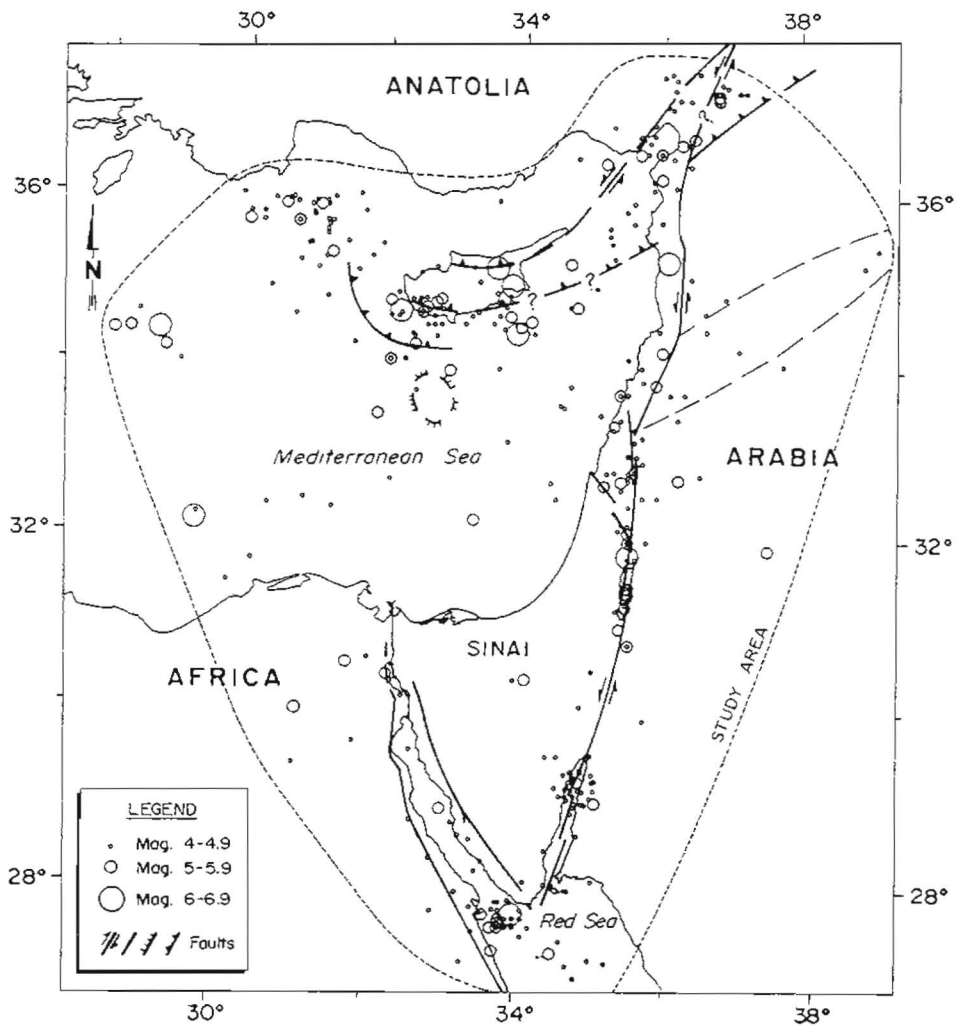 30° 34° 38°
ANATOLIA
36° 36°
N
?
?
?
Mediterranean Sea
ARABIA
32° 32°
SINAI
AFRICA
STUDY AREA
LEGEND
Mag. 4-4.9
Mag. 5-5.9
Mag. 6-6.9
Faults
28° 28°
Red Sea
30° 34° 38°